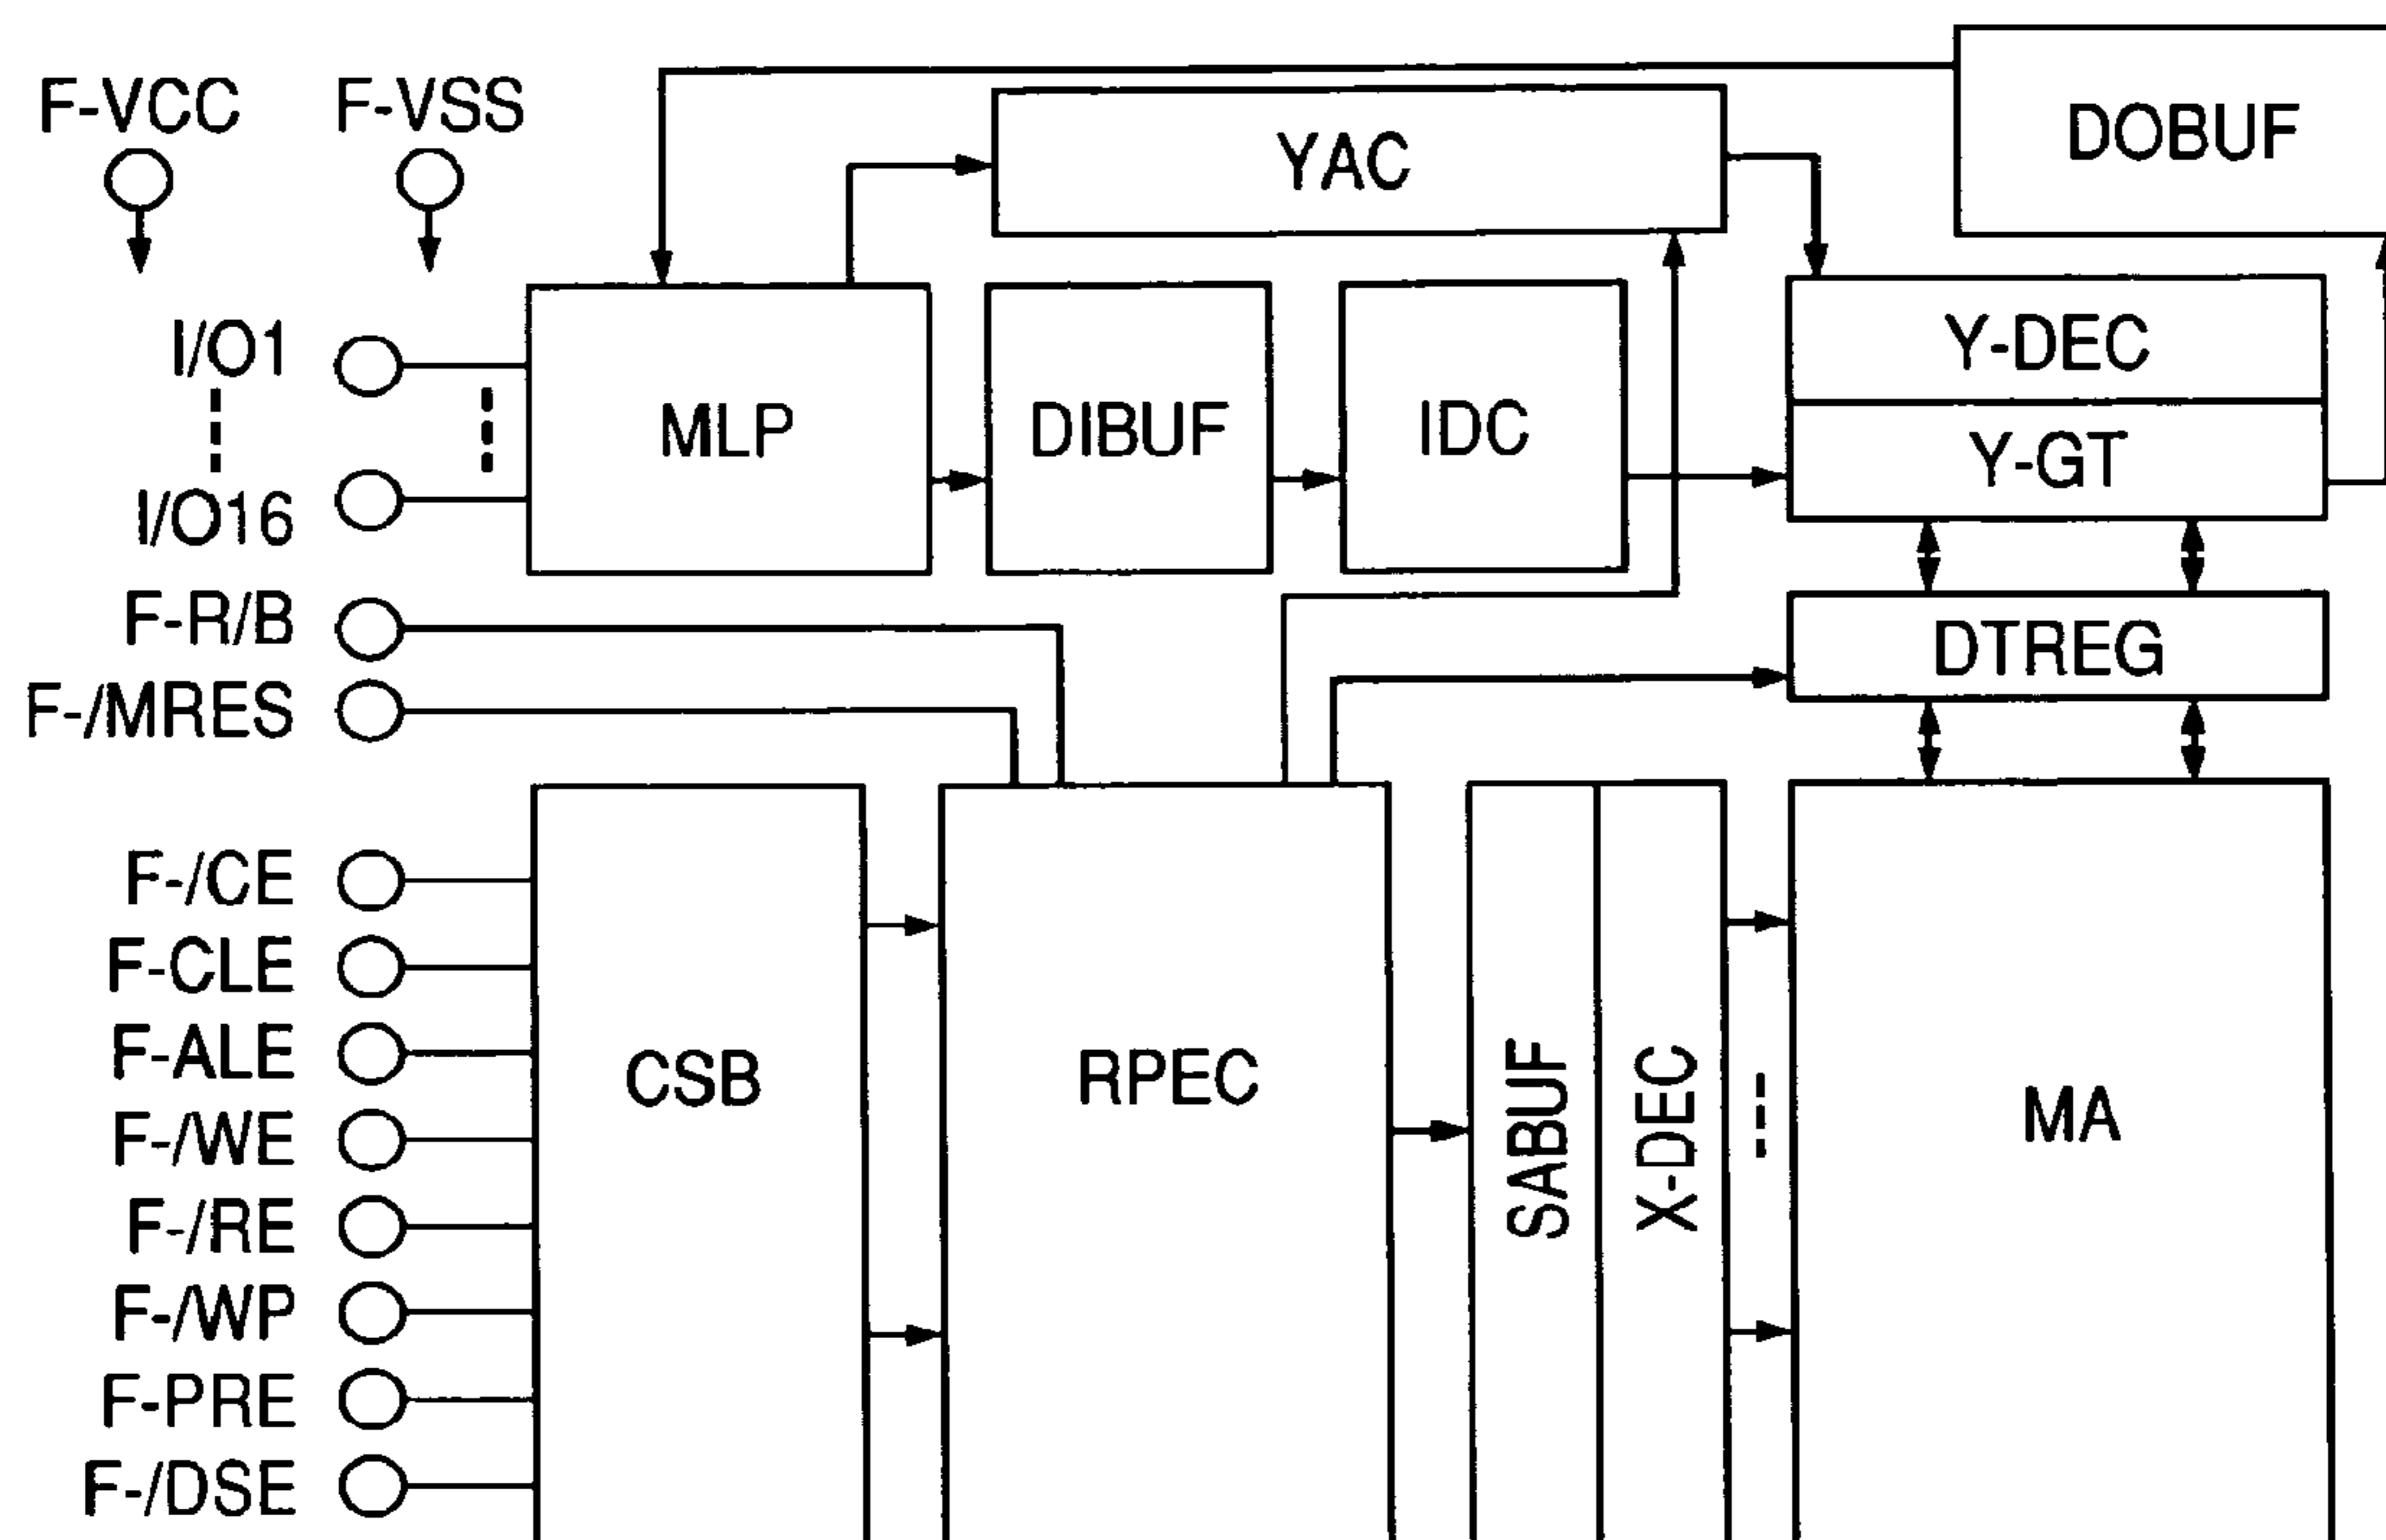 F-VCC
F-VSS
DOBUF
YAC
I/O1
I/O16
MLP
DIBUF
IDC
Y-DEC
Y-GT
F-R/B
F-/MRES
DTREG
F-/CE
F-CLE
F-ALE
F-/WE
F-/RE
F-/WP
F-PRE
F-/DSE
CSB
RPEC
SABUF
X-DEC
MA